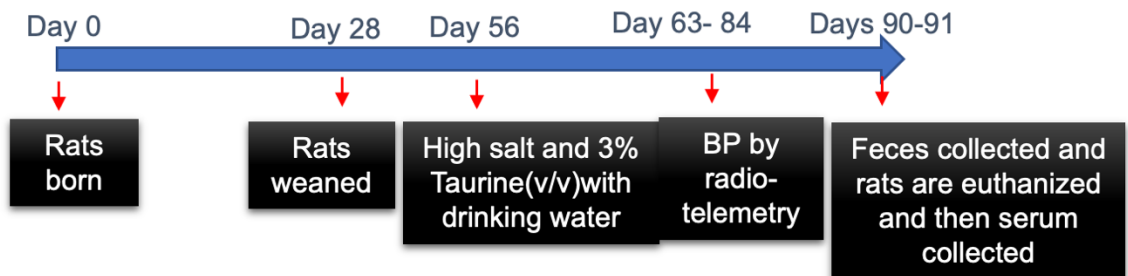 Day 0
Day 28
Day 56
Day 63- 84
Days 90-91
Rats
born
Rats
weaned
High salt and 3%
Taurine(v/v)with
drinking water
BP by
radio-
telemetry
Feces collected and
rats are euthanized
and then serum
collected